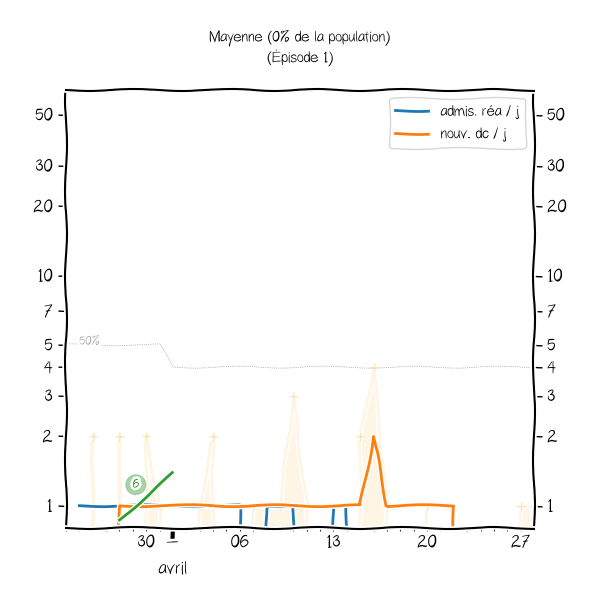 Mayenne (0% de la population)
(Épisode 1)
admis. réa / j
nouv. dc / j
50 50
30 30
20 20
10 10
7 7
5 50% 5
4 4
3 3
2 2
6
1 1
30 06 13 20 27
avril